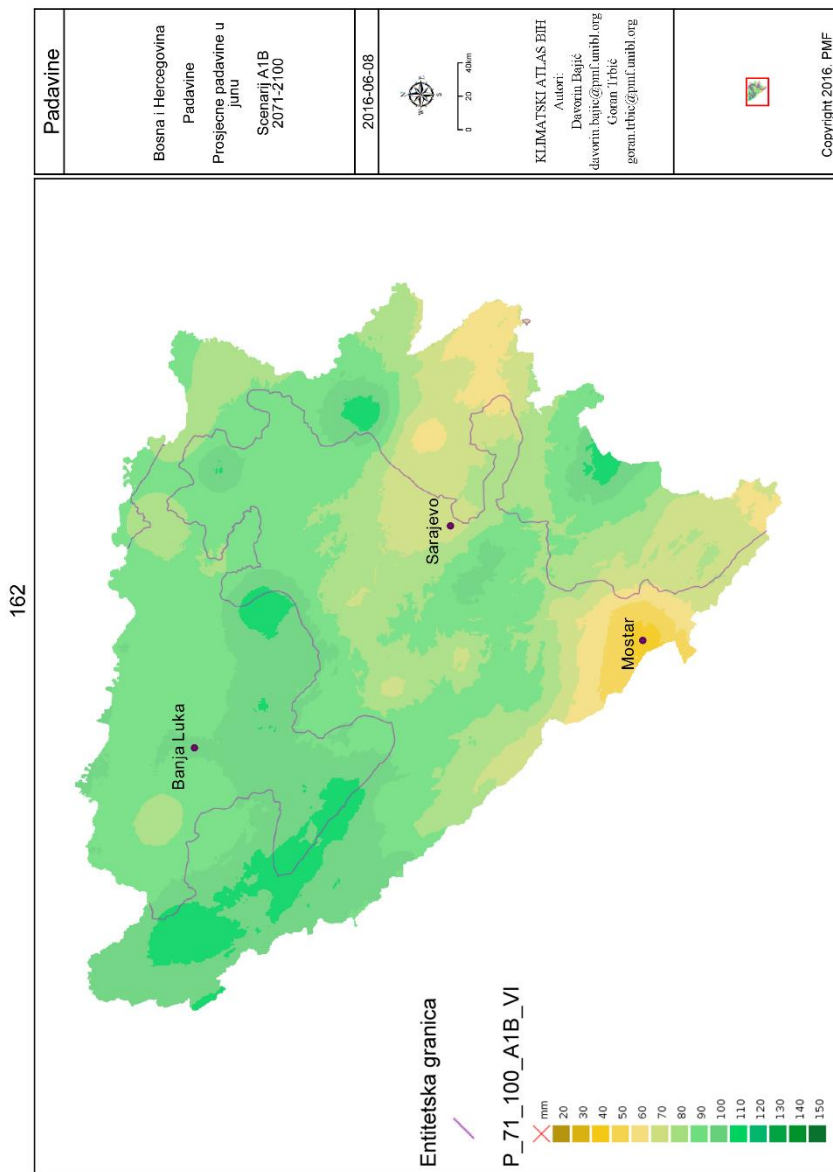 162
Padavine
Bosna i Hercegovina
Padavine
Prosjecne padavine u
junu
Scenarij A1B
2071-2100
2016-06-08
N
W
E
S
0
20
40km
KLIMATSKI ATLAS BIH
Autori:
Davorin Bajić
davorin.bajic@pmf.unibl.org
Goran Trbić
goran.trbic@pmf.unibl.org
Copyright 2016. PMF
Banja Luka
Sarajevo
Mostar
Entitetska granica
P_71_100_A1B_VI
mm
20
30
40
50
60
70
80
90
100
110
120
130
140
150